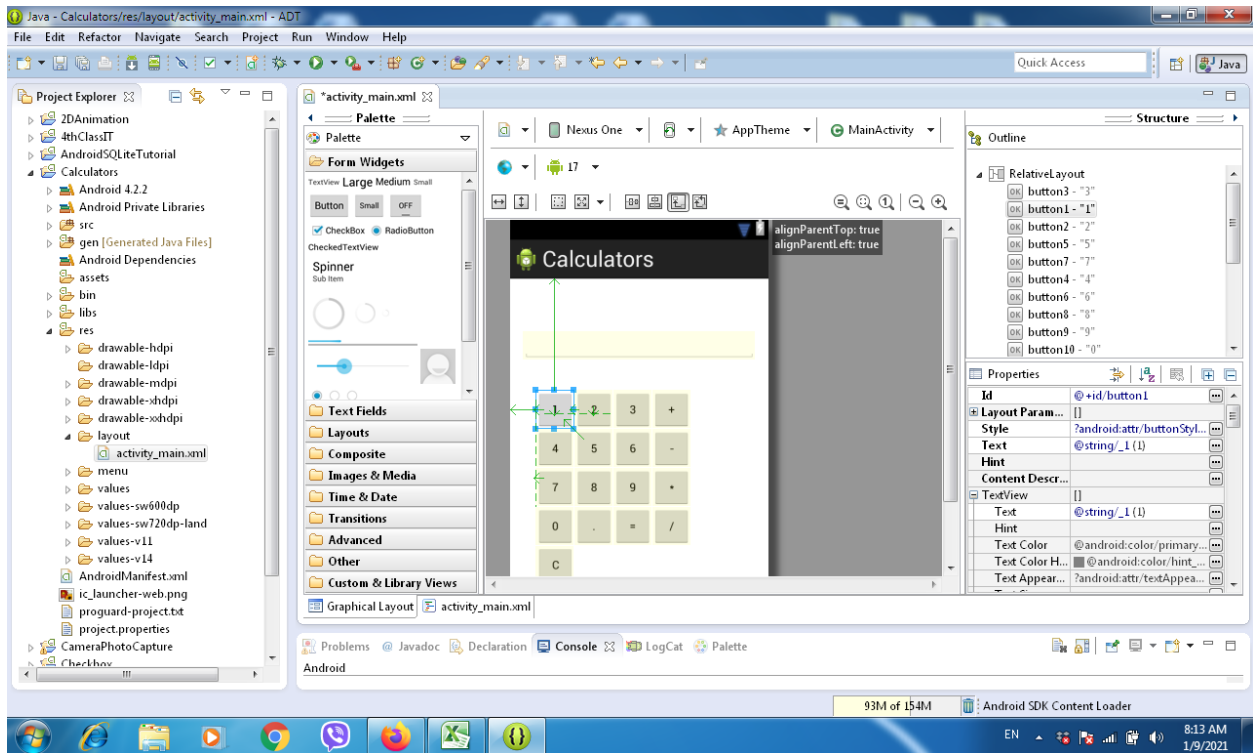 Java - Calculators/res/layout/activity_main.xml - ADT
File Edit Refactor Navigate Search Project Run Window Help
Quick Access
Java
Project Explorer
2DAnimation
4thClassIT
AndroidSQLiteTutorial
Calculators
Android 4.2.2
Android Private Libraries
src
gen [Generated Java Files]
Android Dependencies
assets
bin
libs
res
drawable-hdpi
drawable-ldpi
drawable-mdpi
drawable-xhdpi
drawable-xxhdpi
layout
activity_main.xml
menu
values
values-sw600dp
values-sw720dp-land
values-v11
values-v14
AndroidManifest.xml
ic_launcher-web.png
proguard-project.txt
project.properties
CameraPhotoCapture
Checkbox
*activity_main.xml
Palette
Palette
Form Widgets
TextView Large Medium Small
Button Small OFF
CheckBox RadioButton
CheckedTextView
Spinner
Sub Item
Text Fields
Layouts
Composite
Images & Media
Time & Date
Transitions
Advanced
Other
Custom & Library Views
Graphical Layout activity_main.xml
Nexus One AppTheme MainActivity
17
alignParentTop: true
alignParentLeft: true
Calculators
1 2 3 +
4 5 6 -
7 8 9 *
0 . = /
C
Structure
Outline
RelativeLayout
button3 - "3"
button1 - "1"
button2 - "2"
button5 - "5"
button7 - "7"
button4 - "4"
button6 - "6"
button8 - "8"
button9 - "9"
button10 - "0"
Properties
Id @+id/button1
Layout Param... []
Style ?android:attr/buttonStyl...
Text @string/_1 (1)
Hint
Content Descr...
TextView []
Text @string/_1 (1)
Hint
Text Color @android:color/primary...
Text Color H... @android:color/hint_...
Text Appear... ?android:attr/textAppea...
Problems @ Javadoc Declaration Console LogCat Palette
Android
93M of 154M Android SDK Content Loader
EN 8:13 AM
1/9/2021